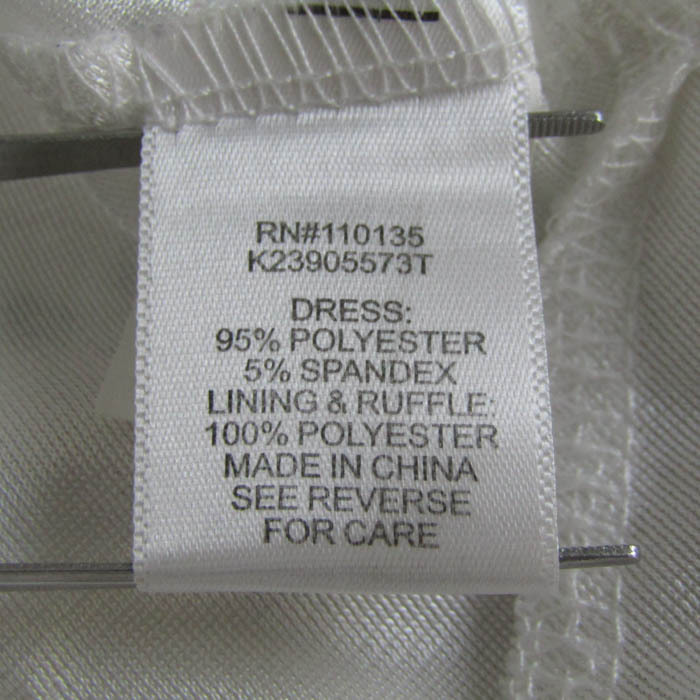 RN#110135
K23905573T
DRESS:
95% POLYESTER
5% SPANDEX
LINING & RUFFLE:
100% POLYESTER
MADE IN CHINA
SEE REVERSE
FOR CARE